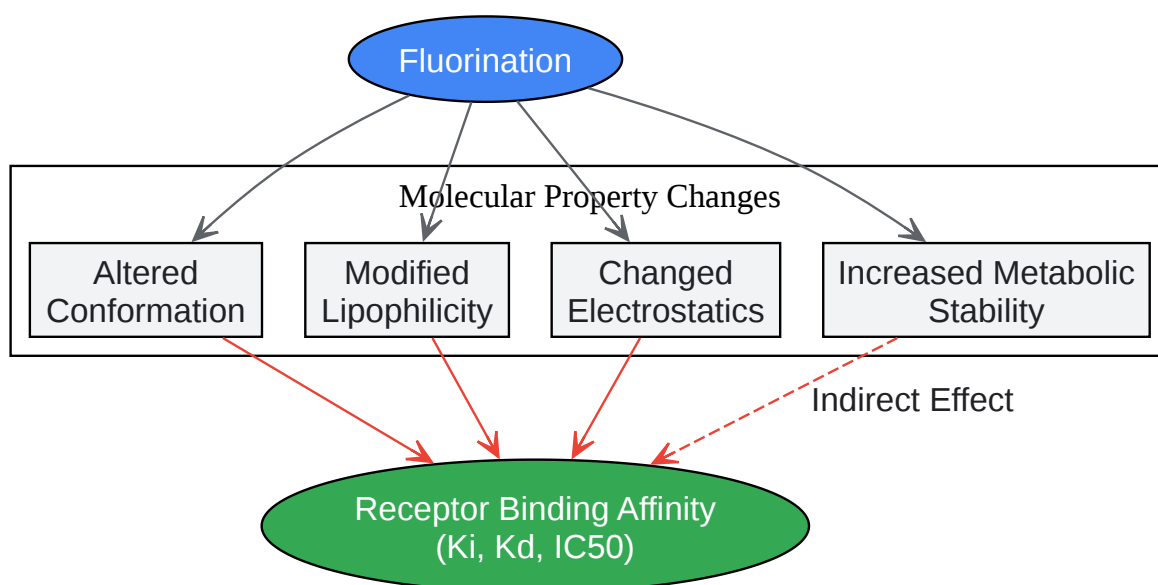 Fluorination
Molecular Property Changes
Altered
Conformation
Modified
Lipophilicity
Changed
Electrostatics
Increased Metabolic
Stability
Indirect Effect
Receptor Binding Affinity
(Ki, Kd, IC50)